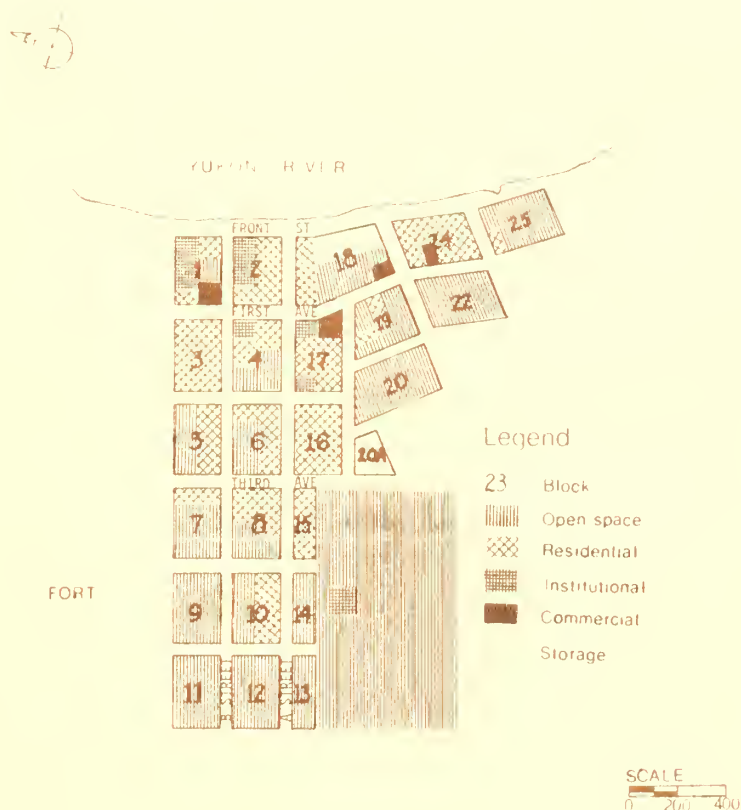 YUKON RIVER
FRONT ST
1
2
18
24
25
FIRST AVE
3
4
17
19
22
20
5
6
16
20A
THIRD AVE
7
8
15
9
10
14
11
B STREET
12
A STREET
13
FORT
Legend
23 Block
Open space
Residential
Institutional
Commercial
Storage
SCALE
0 200 400